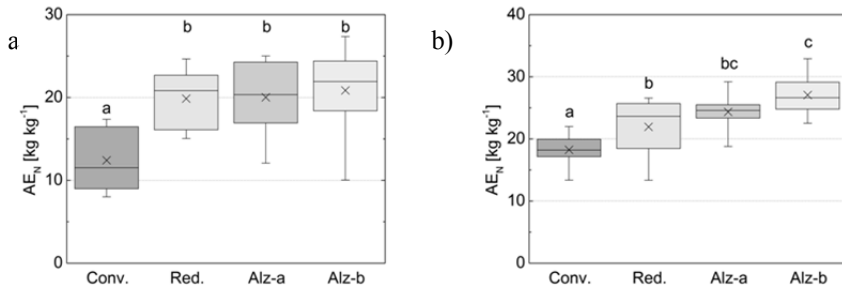 a
30
20
10
0
AE_N [kg kg⁻¹]
a
b
b
b
Conv. Red. Alz-a Alz-b
b)
40
30
20
10
0
AE_N [kg kg⁻¹]
a
b
bc
c
Conv. Red. Alz-a Alz-b